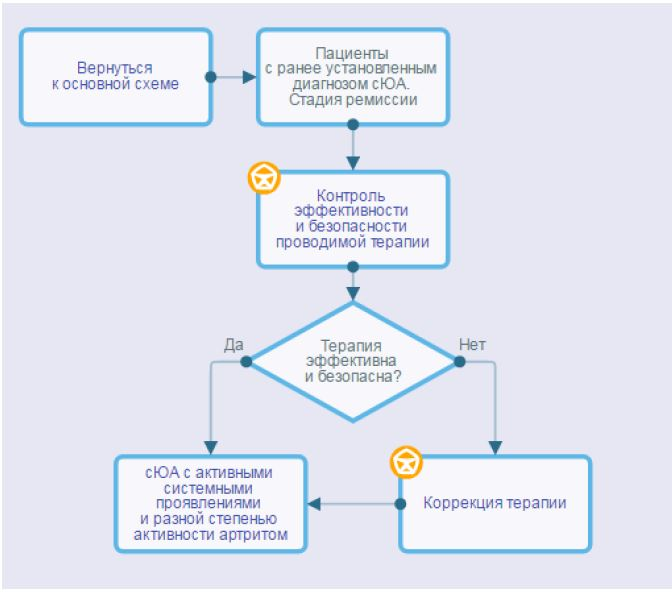 Вернуться
к основной схеме
Пациенты
с ранее установленным
диагнозом сЮА.
Стадия ремиссии
Контроль
эффективности
и безопасности
проводимой терапии
Терапия
эффективна
и безопасна?
Да
Нет
сЮА с активными
системными
проявлениями
и разной степенью
активности артритом
Коррекция терапии